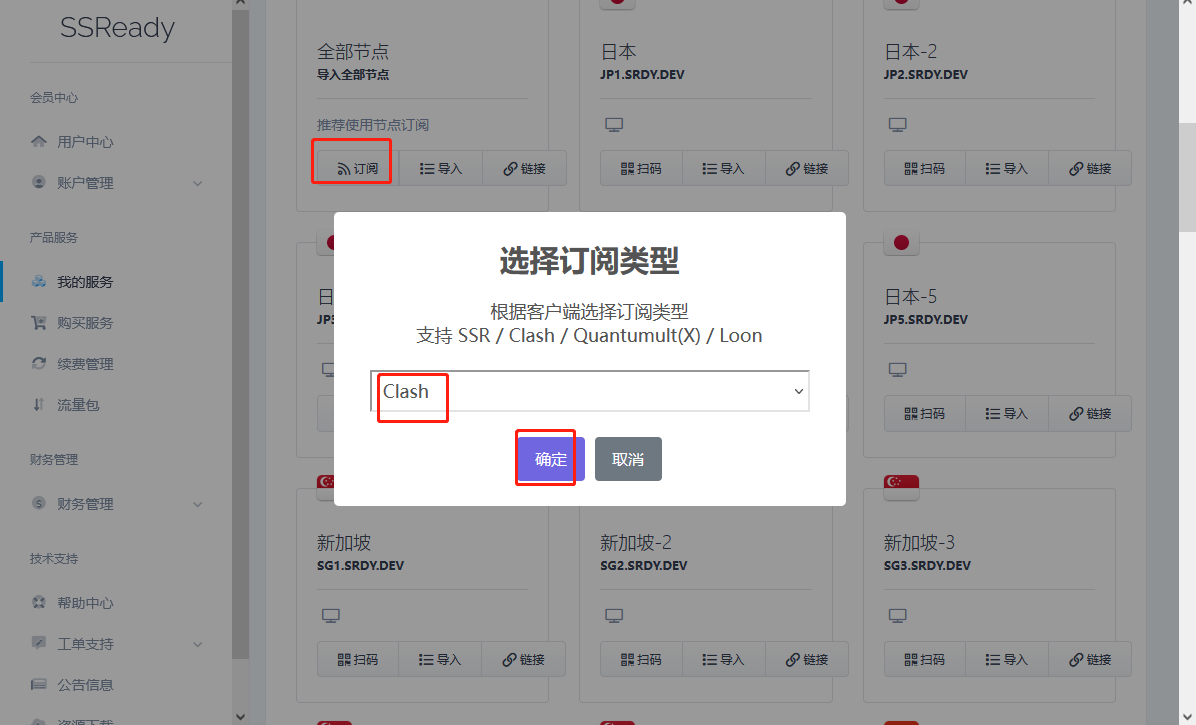 SSReady
会员中心
用户中心
账户管理
产品服务
我的服务
购买服务
续费管理
流量包
财务管理
财务管理
技术支持
帮助中心
工单支持
公告信息
资源下载
全部节点
导入全部节点
推荐使用节点订阅
订阅 导入 链接
日本
JP1.SRDY.DEV
扫码 导入 链接
日本-2
JP2.SRDY.DEV
扫码 导入 链接
选择订阅类型
根据客户端选择订阅类型
支持 SSR / Clash / Quantumult(X) / Loon
Clash
确定 取消
日本-5
JP5.SRDY.DEV
扫码 导入 链接
新加坡
SG1.SRDY.DEV
扫码 导入 链接
新加坡-2
SG2.SRDY.DEV
扫码 导入 链接
新加坡-3
SG3.SRDY.DEV
扫码 导入 链接